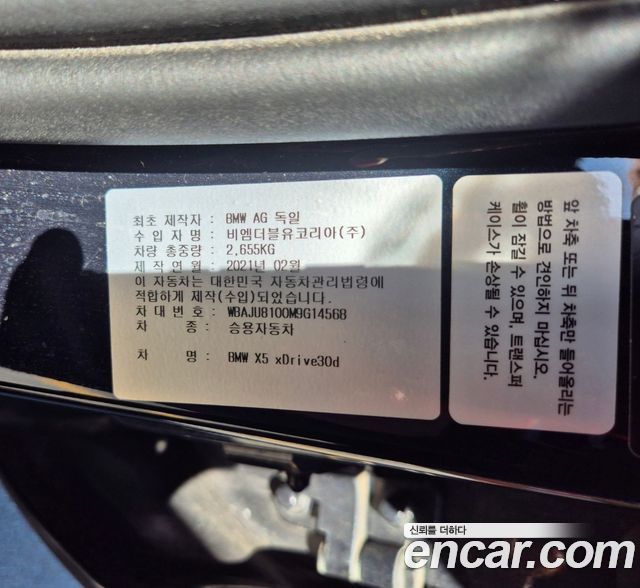 최초 제작자 : BMW AG 독일
수 입 자 명 : 비엠더블유코리아(주)
차량 총중량 : 2,655KG
제 작 연 월 : 2021년 02월
이 자동차는 대한민국 자동차관리법령에
적합하게 제작(수입)되었습니다.
차 대 번 호 : WBAJU8100M9G14568
차 종 : 승용자동차
차 명 : BMW X5 xDrive30d
앞 차축 또는 뒤 차축만 들어올리는
방법으로 견인하지 마십시오.
휠이 잠길 수 있으며, 트랜스퍼
케이스가 손상될 수 있습니다.
신뢰를 더하다
encar.com